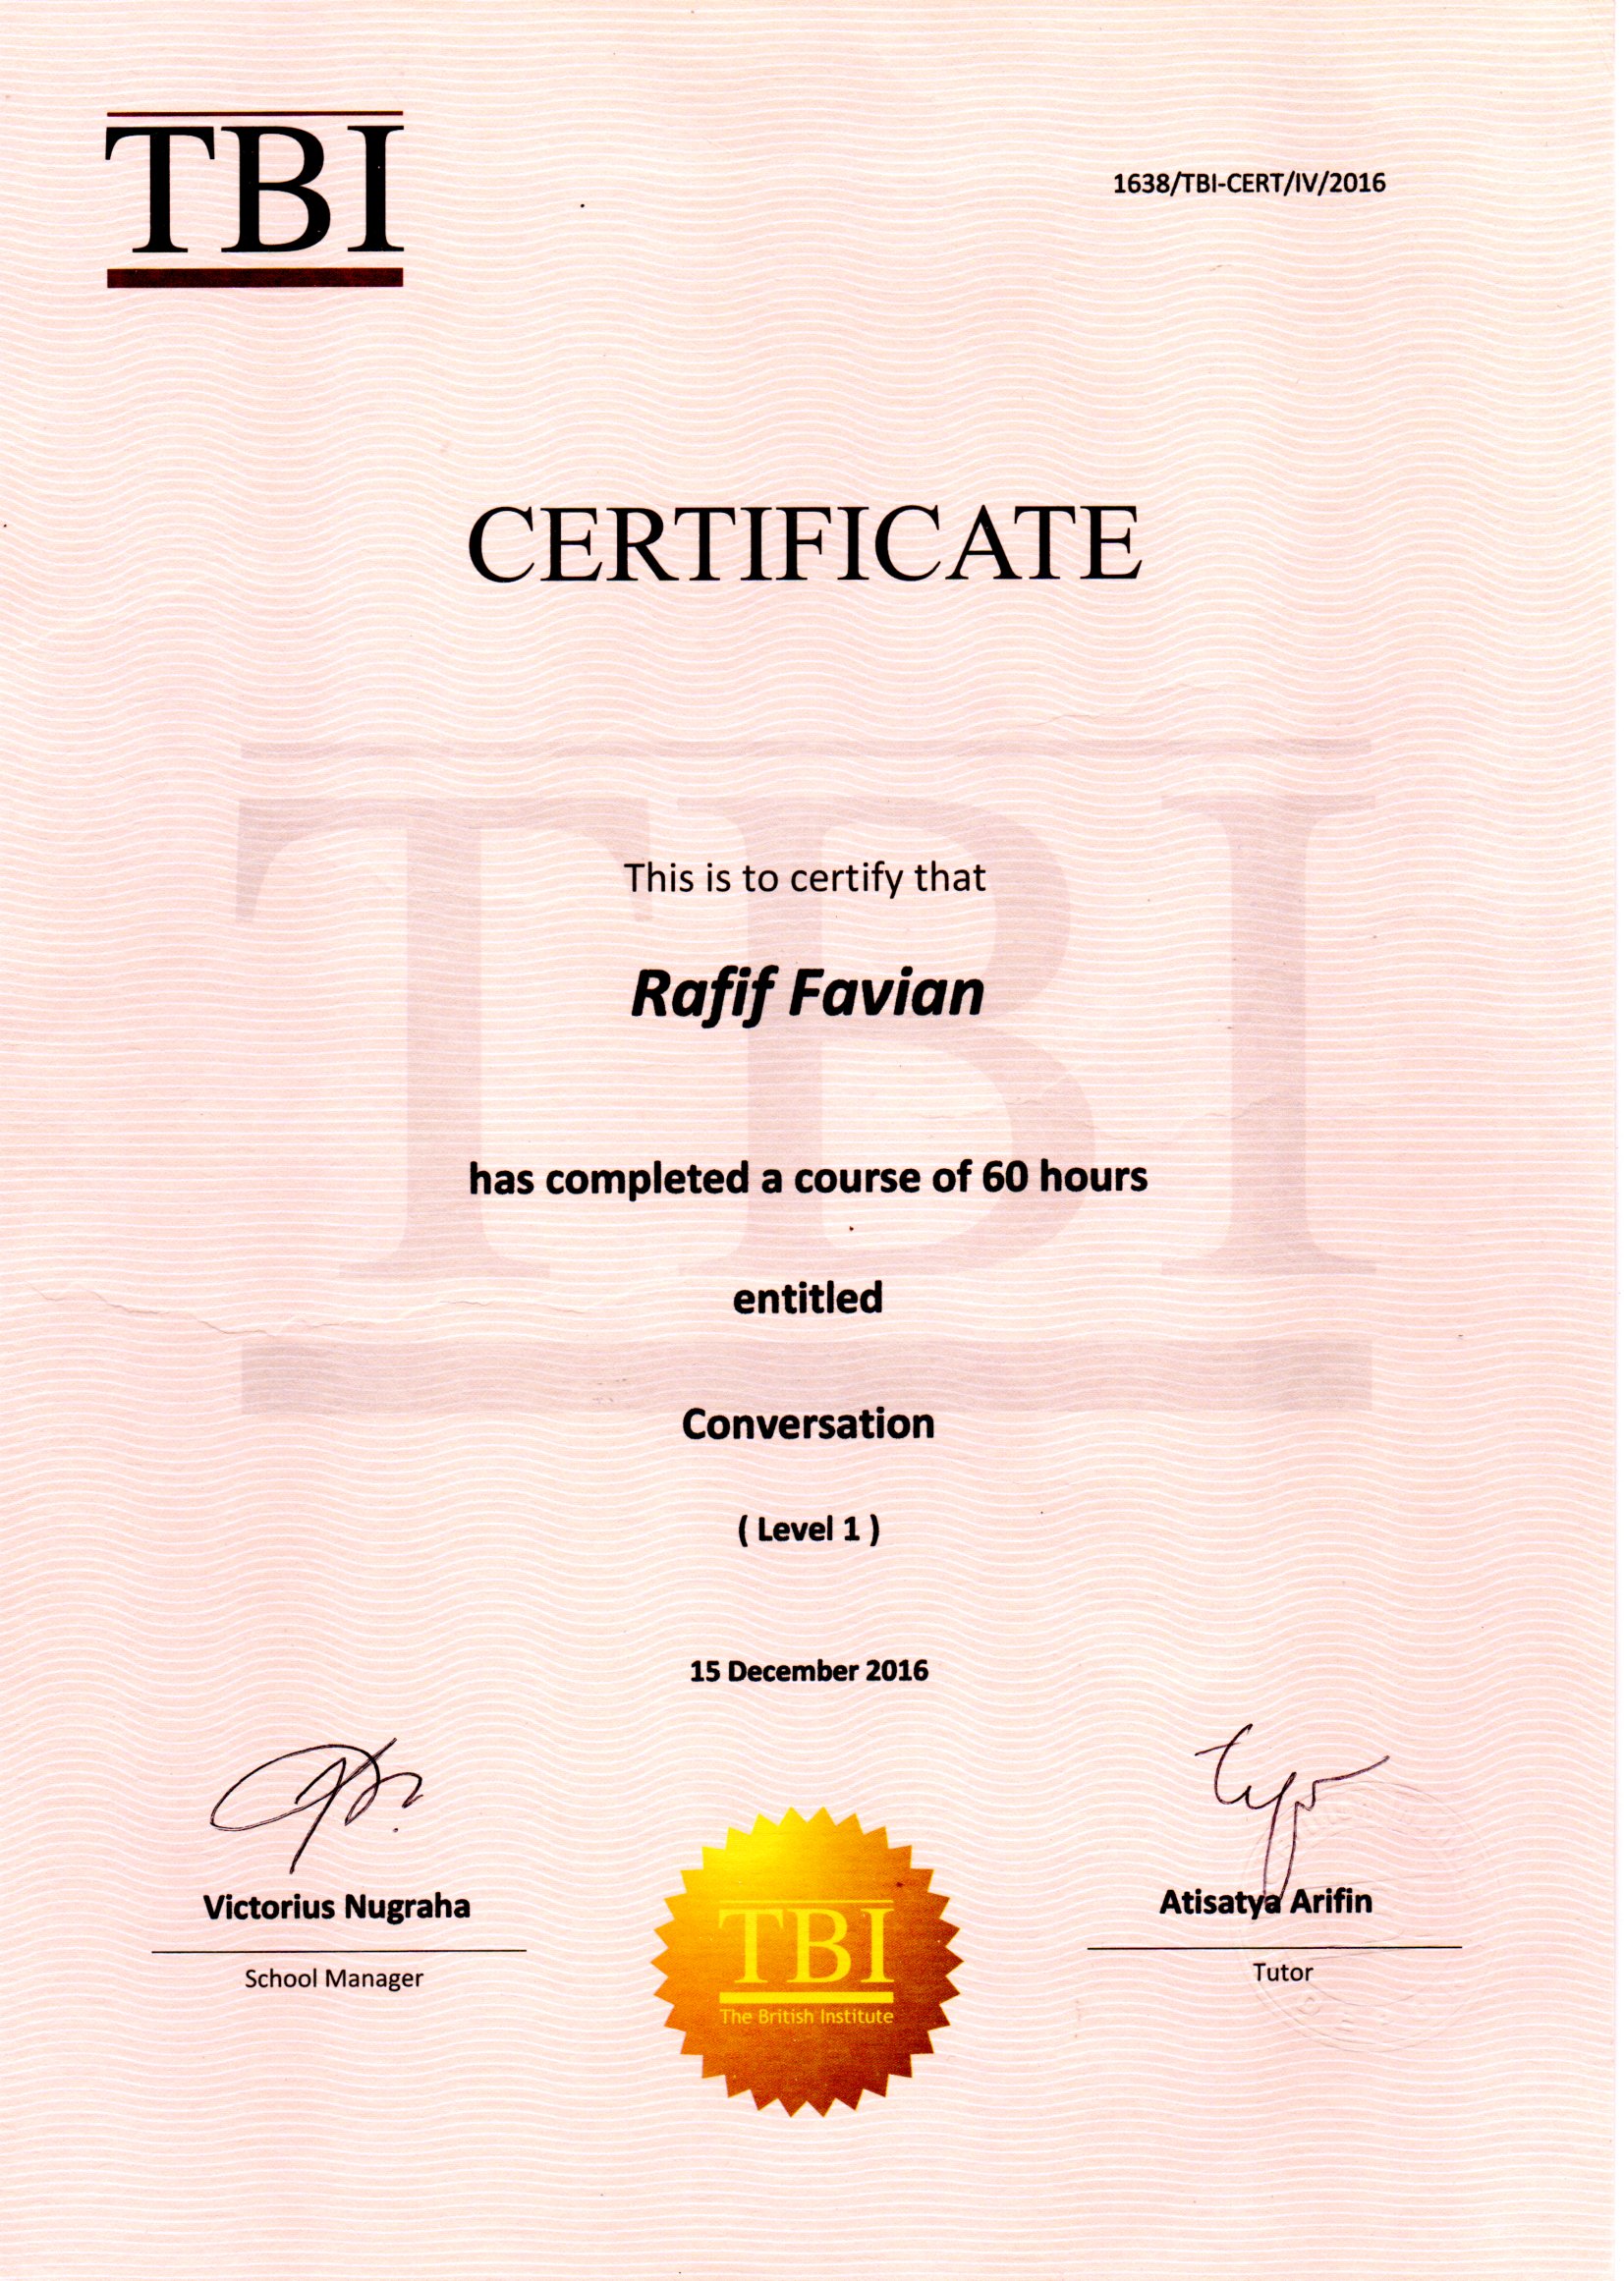 TBI
1638/TBI-CERT/IV/2016
CERTIFICATE
TBI
This is to certify that
Rafif Favian
has completed a course of 60 hours
entitled
Conversation
( Level 1 )
15 December 2016
Victorius Nugraha
School Manager
TBI
The British Institute
Atisatya Arifin
Tutor